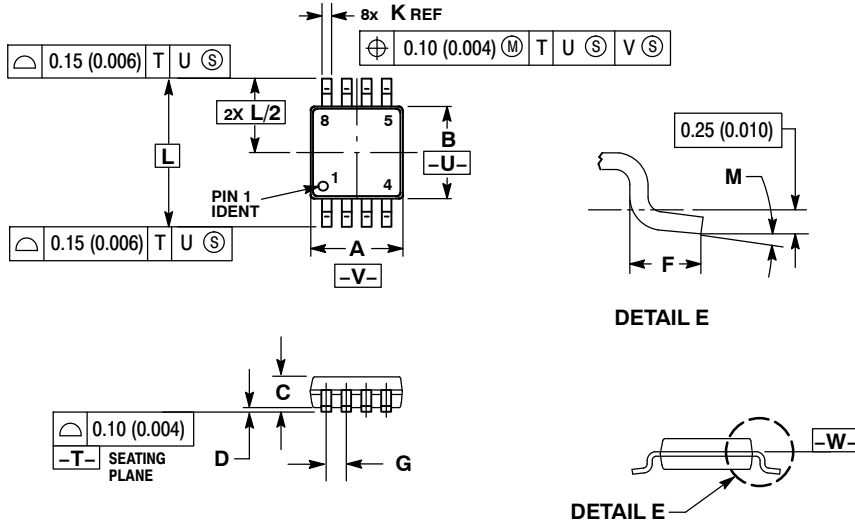 8x K REF
⌖ 0.10 (0.004) Ⓜ T U Ⓢ V Ⓢ
⌓ 0.15 (0.006) T U Ⓢ
2X L/2
8
5
B
-U-
L
1
4
PIN 1
IDENT
⌓ 0.15 (0.006) T U Ⓢ
A
-V-
0.25 (0.010)
M
F
DETAIL E
C
⌓ 0.10 (0.004)
-T- SEATING
PLANE
D
G
-W-
DETAIL E